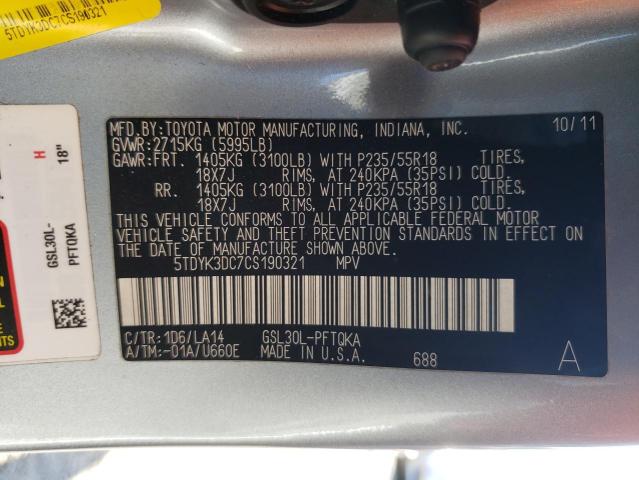 5TDYK3DC7CS190321
MFD.BY:TOYOTA MOTOR MANUFACTURING, INDIANA, INC. 10/11
GVWR:2715KG (5995LB)
GAWR:FRT. 1405KG (3100LB) WITH P235/55R18 TIRES,
18X7J RIMS, AT 240KPA (35PSI) COLD.
RR. 1405KG (3100LB) WITH P235/55R18 TIRES,
18X7J RIMS, AT 240KPA (35PSI) COLD.
THIS VEHICLE CONFORMS TO ALL APPLICABLE FEDERAL MOTOR
VEHICLE SAFETY AND THEFT PREVENTION STANDARDS IN EFFECT ON
THE DATE OF MANUFACTURE SHOWN ABOVE.
5TDYK3DC7CS190321 MPV
C/TR:1D6/LA14 GSL30L-PFTQKA
A/TM:-01A/U660E MADE IN U.S.A. 688 A
H 18"
GSL30L-
PFTQKA